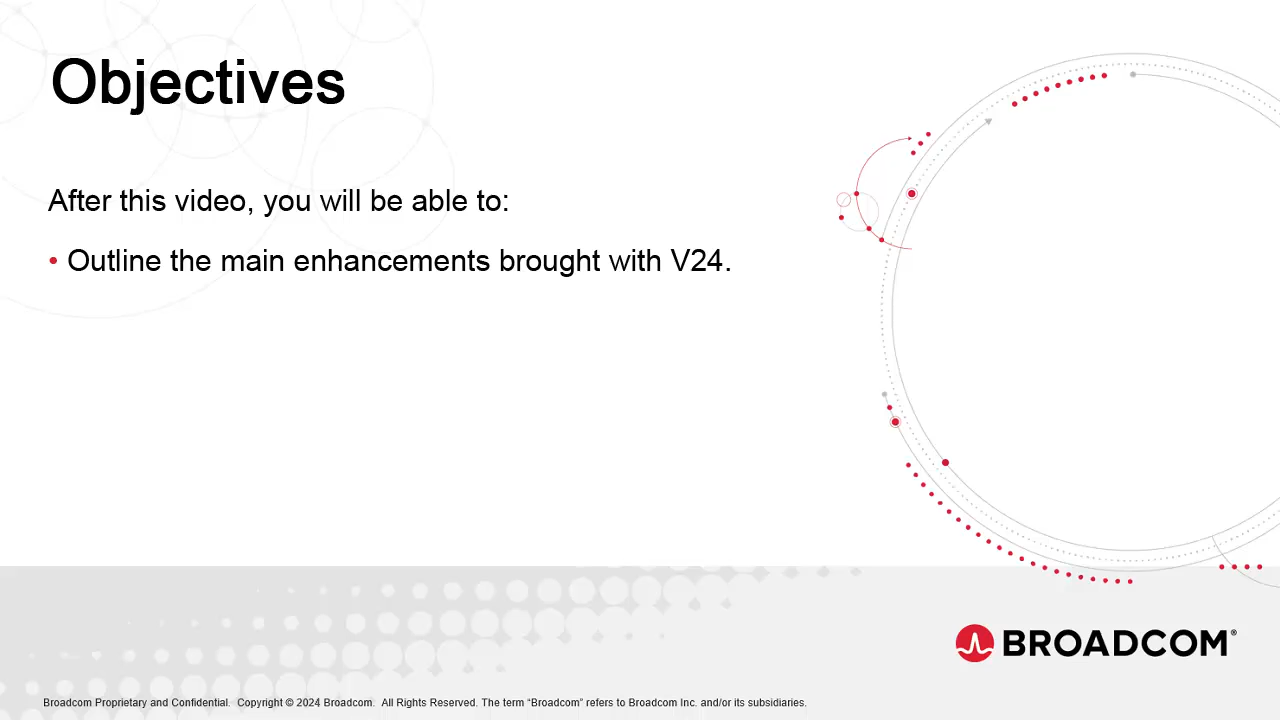 Objectives
After this video, you will be able to:
• Outline the main enhancements brought with V24.
BROADCOM®
Broadcom Proprietary and Confidential. Copyright © 2024 Broadcom. All Rights Reserved. The term “Broadcom” refers to Broadcom Inc. and/or its subsidiaries.